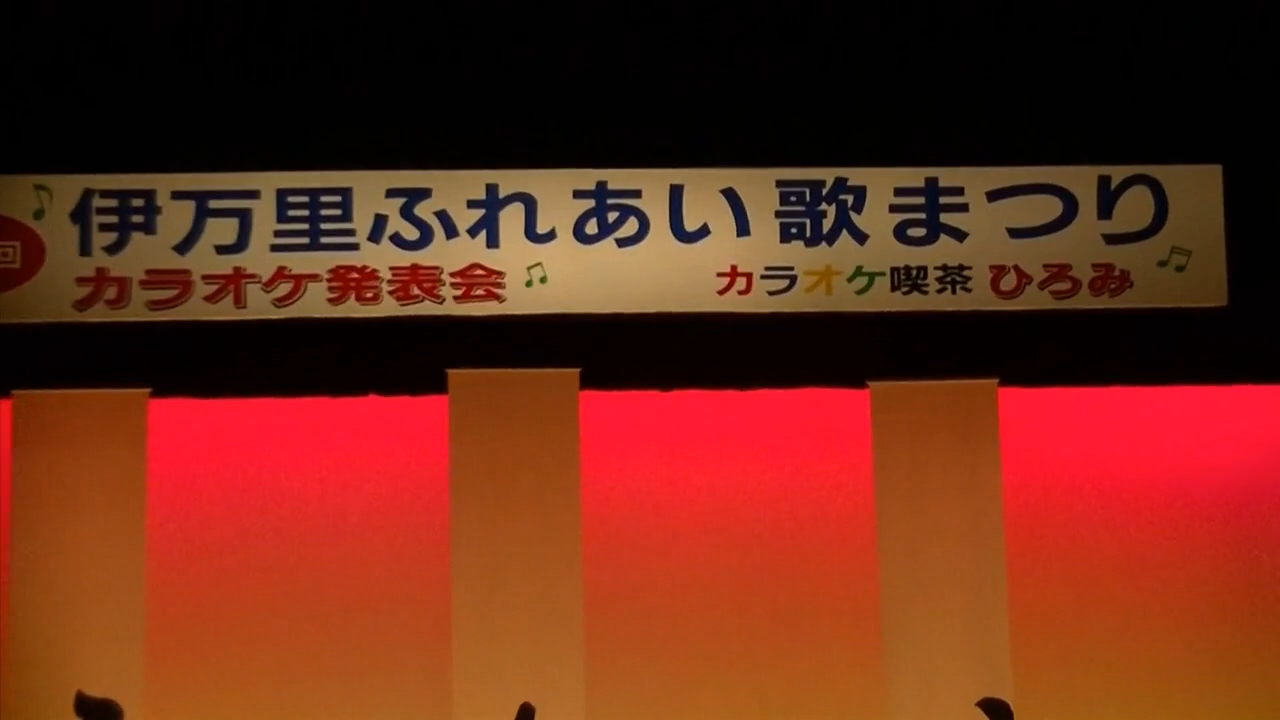 回
伊万里ふれあい歌まつり
カラオケ発表会
カラオケ喫茶 ひろみ